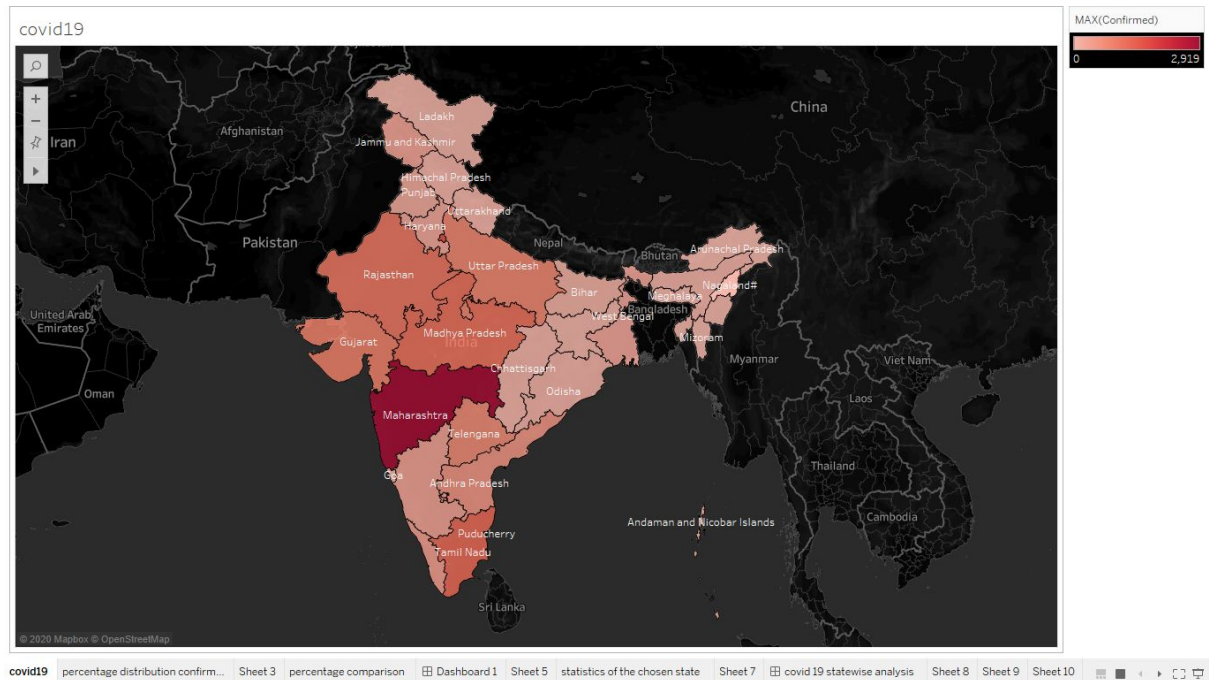 covid19
MAX(Confirmed)
0 2,919
China
Ladakh
Afghanistan
Jammu and Kashmir
Iran
Himachal Pradesh
Punjab
Uttarakhand
Haryana
Pakistan
Nepal
Bhutan
Arunachal Pradesh
Uttar Pradesh
Rajasthan
Nagaland#
Bihar
Meghalaya
Bangladesh
United Arab
Emirates
West Bengal
Madhya Pradesh
India
Gujarat
Mizoram
Myanmar
Viet Nam
Chhattisgarh
Oman
Odisha
Laos
Maharashtra
Telengana
Thailand
Goa
Andhra Pradesh
Cambodia
Andaman and Nicobar Islands
Puducherry
Tamil Nadu
Sri Lanka
© 2020 Mapbox © OpenStreetMap
covid19 percentage distribution confirm... Sheet 3 percentage comparison Dashboard 1 Sheet 5 statistics of the chosen state Sheet 7 covid 19 statewise analysis Sheet 8 Sheet 9 Sheet 10